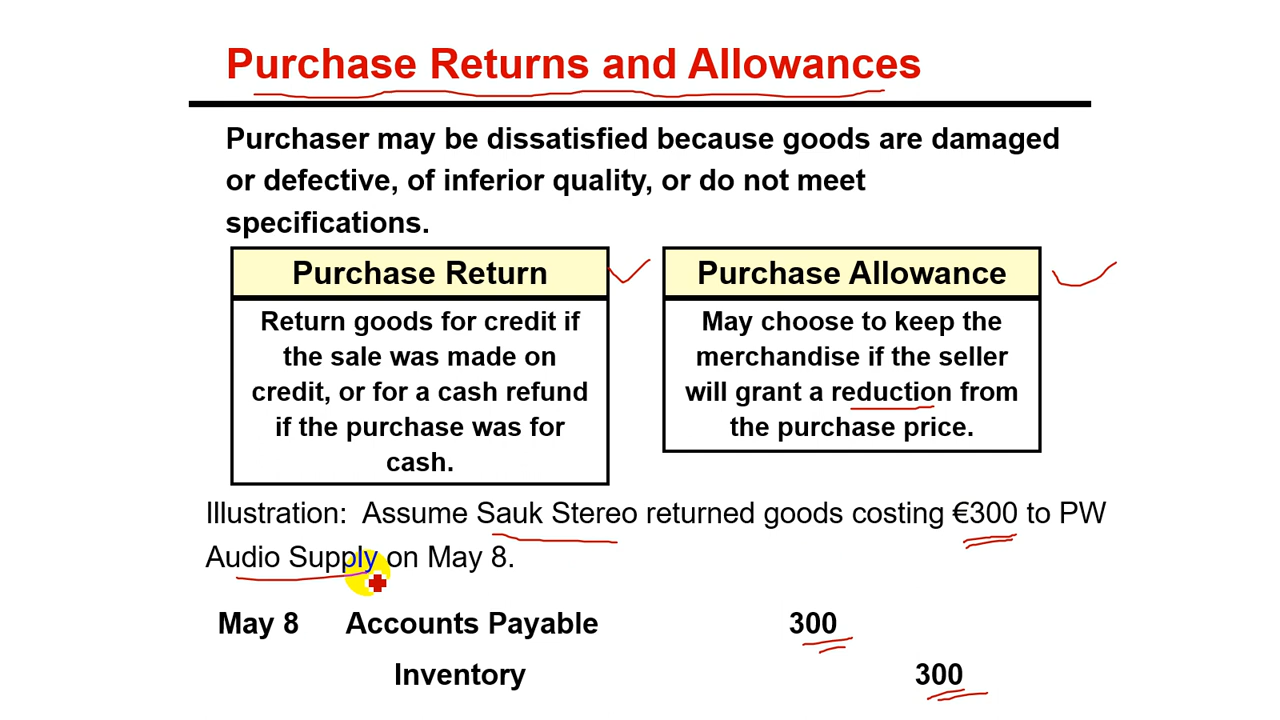 Purchase Returns and Allowances
Purchaser may be dissatisfied because goods are damaged
or defective, of inferior quality, or do not meet
specifications.
Purchase Return
Return goods for credit if
the sale was made on
credit, or for a cash refund
if the purchase was for
cash.
Purchase Allowance
May choose to keep the
merchandise if the seller
will grant a reduction from
the purchase price.
Illustration: Assume Sauk Stereo returned goods costing €300 to PW
Audio Supply on May 8.
May 8 Accounts Payable 300
Inventory 300